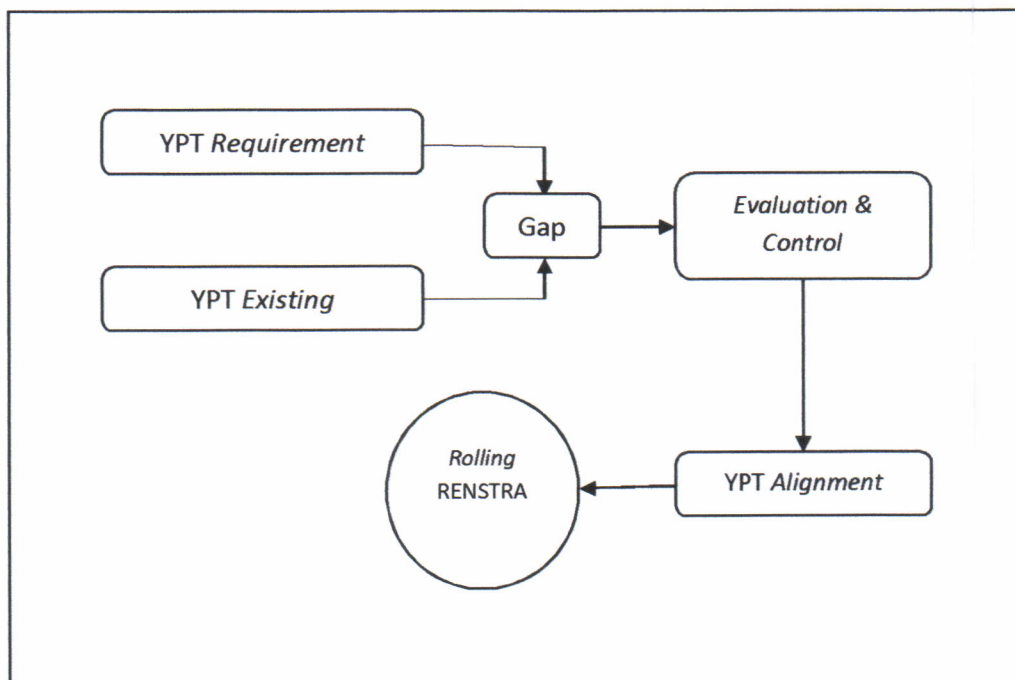 YPT Requirement
Gap
Evaluation &
Control
YPT Existing
Rolling
RENSTRA
YPT Alignment